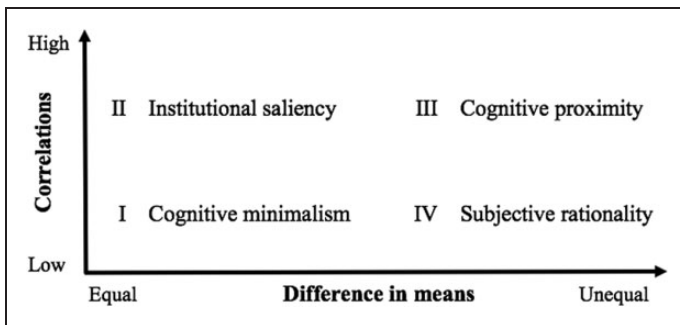 High
II Institutional saliency
III Cognitive proximity
Correlations
I Cognitive minimalism
IV Subjective rationality
Low
Equal
Difference in means
Unequal